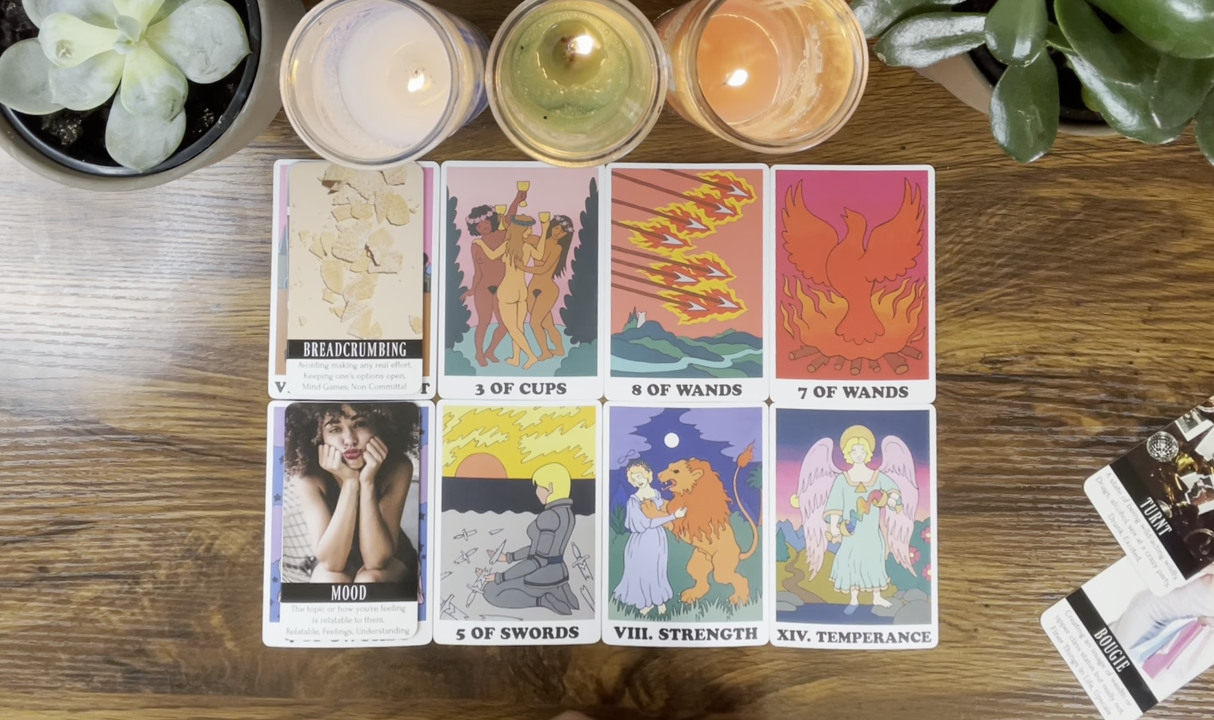 BREADCRUMBING
Avoiding making any real effort,
Keeping one's options open,
Mind Games, Non Committal
V. T
3 OF CUPS
8 OF WANDS
7 OF WANDS
MOOD
The topic or how you're feeling
is relatable to them.
Relatable, Feelings, Understanding
5 OF SWORDS
VIII. STRENGTH
XIV. TEMPERANCE
TURNT
BOUGIE